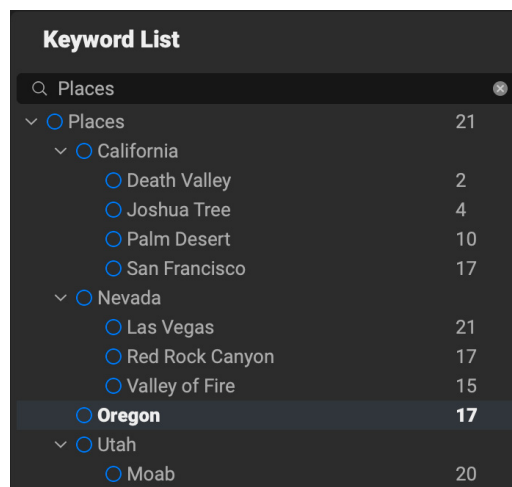 Keyword List
Places
Places 21
California
Death Valley 2
Joshua Tree 4
Palm Desert 10
San Francisco 17
Nevada
Las Vegas 21
Red Rock Canyon 17
Valley of Fire 15
Oregon 17
Utah
Moab 20